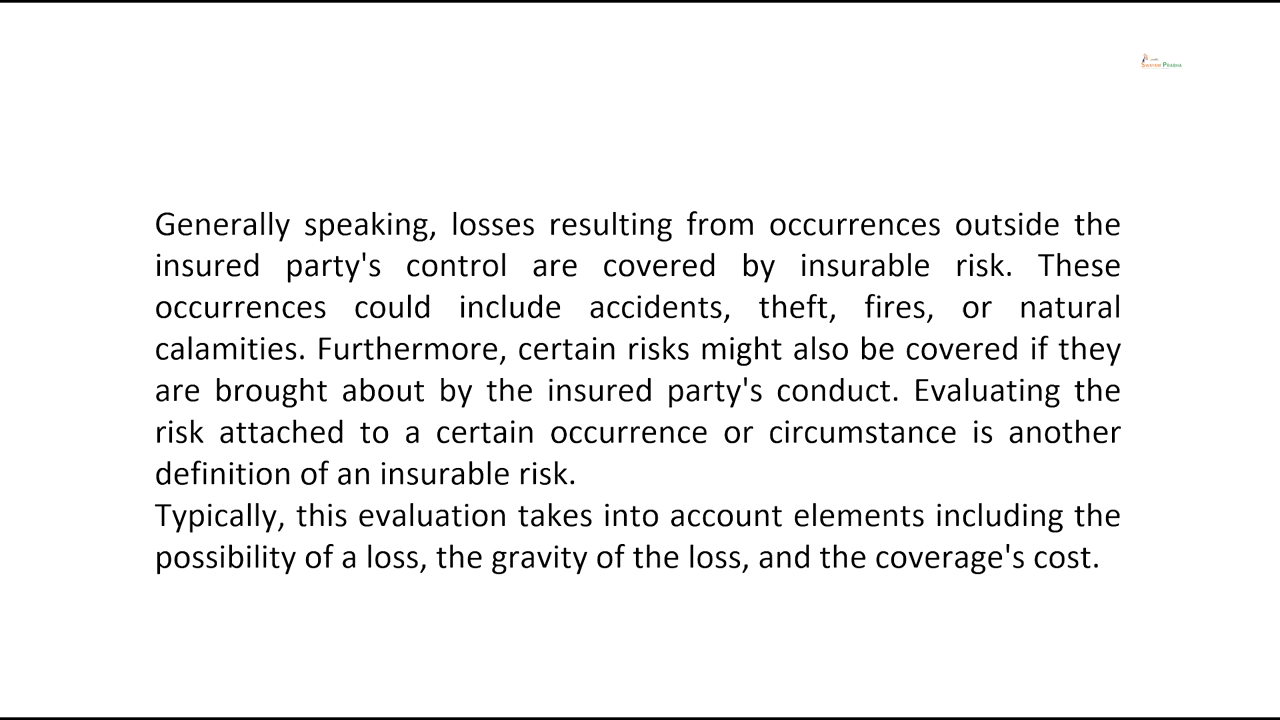 Swayam Prabha
Generally speaking, losses resulting from occurrences outside the
insured party's control are covered by insurable risk. These
occurrences could include accidents, theft, fires, or natural
calamities. Furthermore, certain risks might also be covered if they
are brought about by the insured party's conduct. Evaluating the
risk attached to a certain occurrence or circumstance is another
definition of an insurable risk.
Typically, this evaluation takes into account elements including the
possibility of a loss, the gravity of the loss, and the coverage's cost.